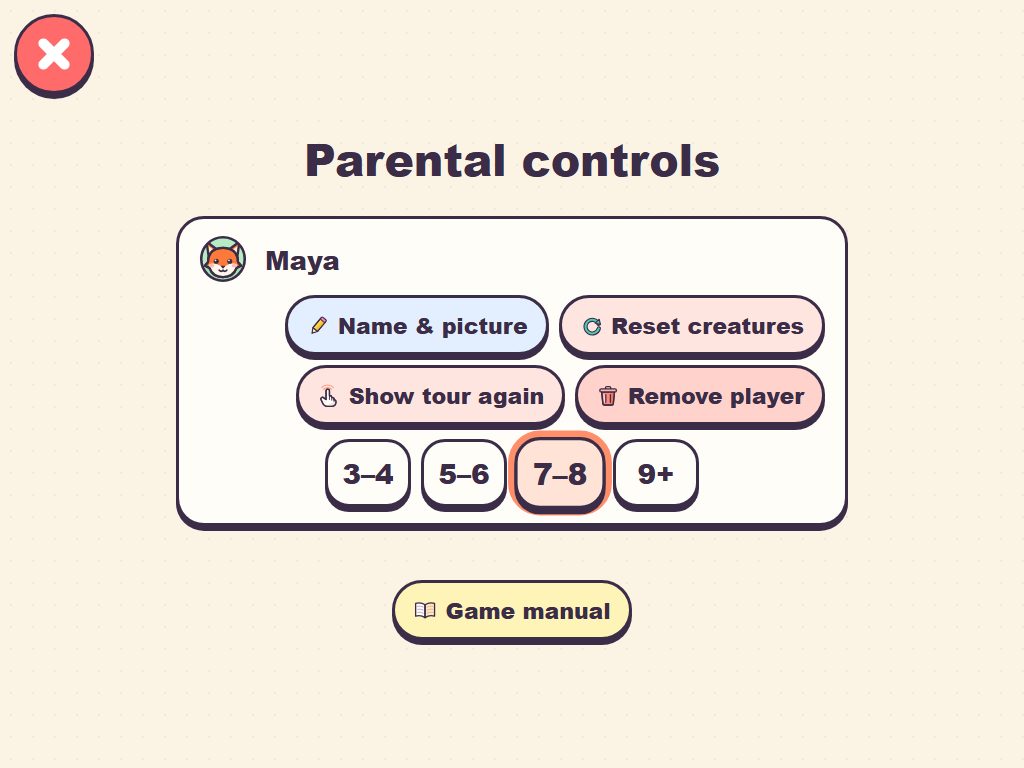 Parental controls
Maya
Name & picture
Reset creatures
Show tour again
Remove player
3–4
5–6
7–8
9+
Game manual